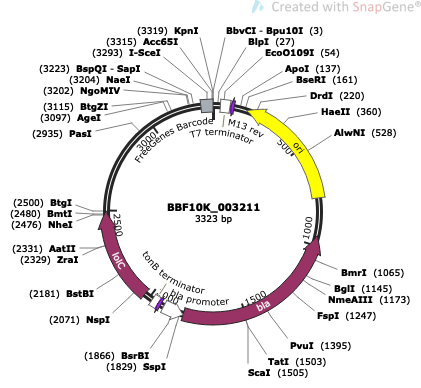 Created with SnapGene®
(3319) KpnI
(3315) Acc65I
(3293) I-SceI
(3223) BspQI - SapI
(3204) NaeI
(3202) NgoMIV
(3115) BtgZI
(3097) AgeI
(2935) PasI
BbvCI - Bpu10I (3)
BlpI (27)
EcoO109I (54)
ApoI (137)
BseRI (161)
DrdI (220)
HaeII (360)
AlwNI (528)
FreeGenes Barcode
T7 terminator
M13 rev
ori
500
3000
BBF10K_003211
3323 bp
(2500) BtgI
(2480) BmtI
(2476) NheI
2500
1000
(2331) AatII
(2329) ZraI
lolC
(2181) BstBI
(2071) NspI
tonB terminator
bla promoter
1500
bla
BmrI (1065)
BglI (1145)
NmeAIII (1173)
FspI (1247)
PvuI (1395)
TatI (1503)
ScaI (1505)
(1866) BsrBI
(1829) SspI